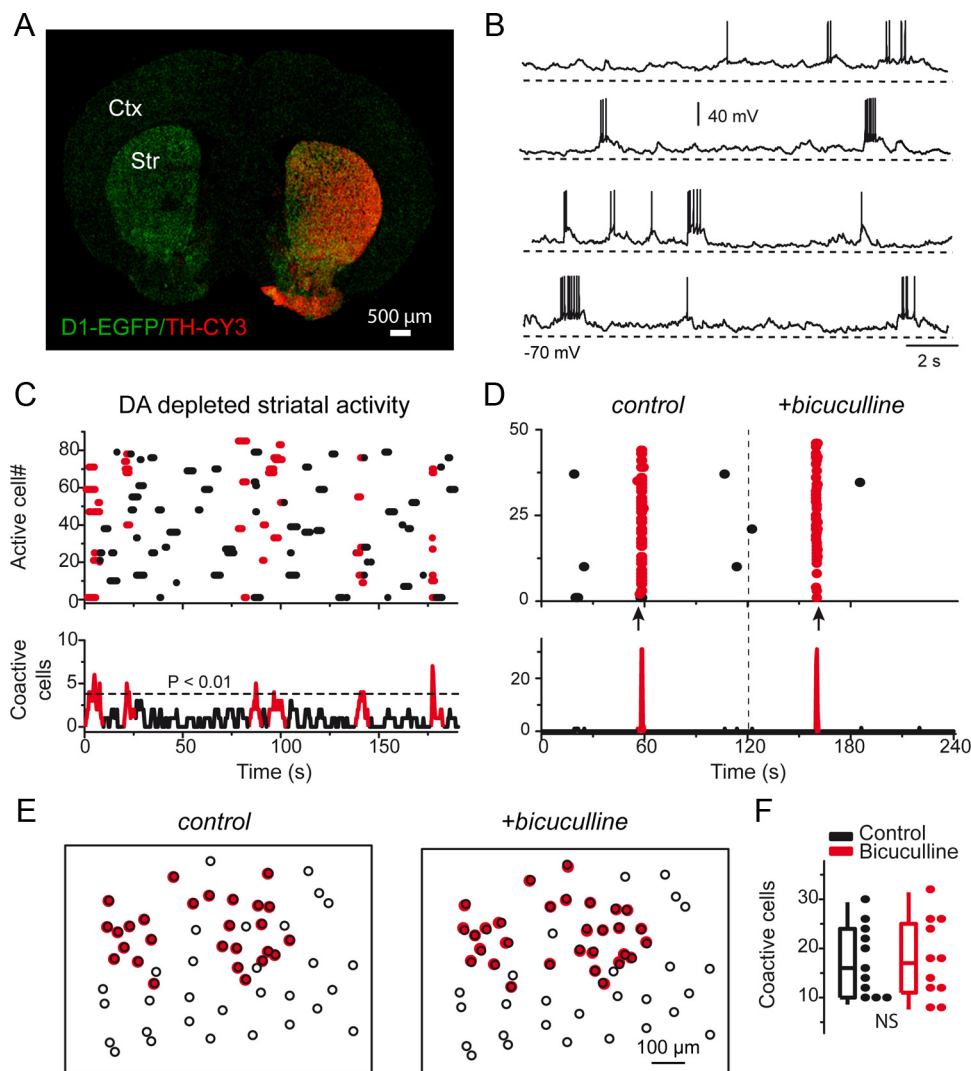 A
Ctx
Str
D1-EGFP/TH-CY3
500 µm
B
40 mV
-70 mV
2 s
C
DA depleted striatal activity
Active cell#
80
60
40
20
0
Coactive cells
10
5
0
P < 0.01
0 50 100 150
Time (s)
D
control +bicuculline
50
25
0
20
0
0 60 120 180 240
Time (s)
E
control
+bicuculline
100 µm
F
Control
Bicuculline
Coactive cells
30
20
10
NS